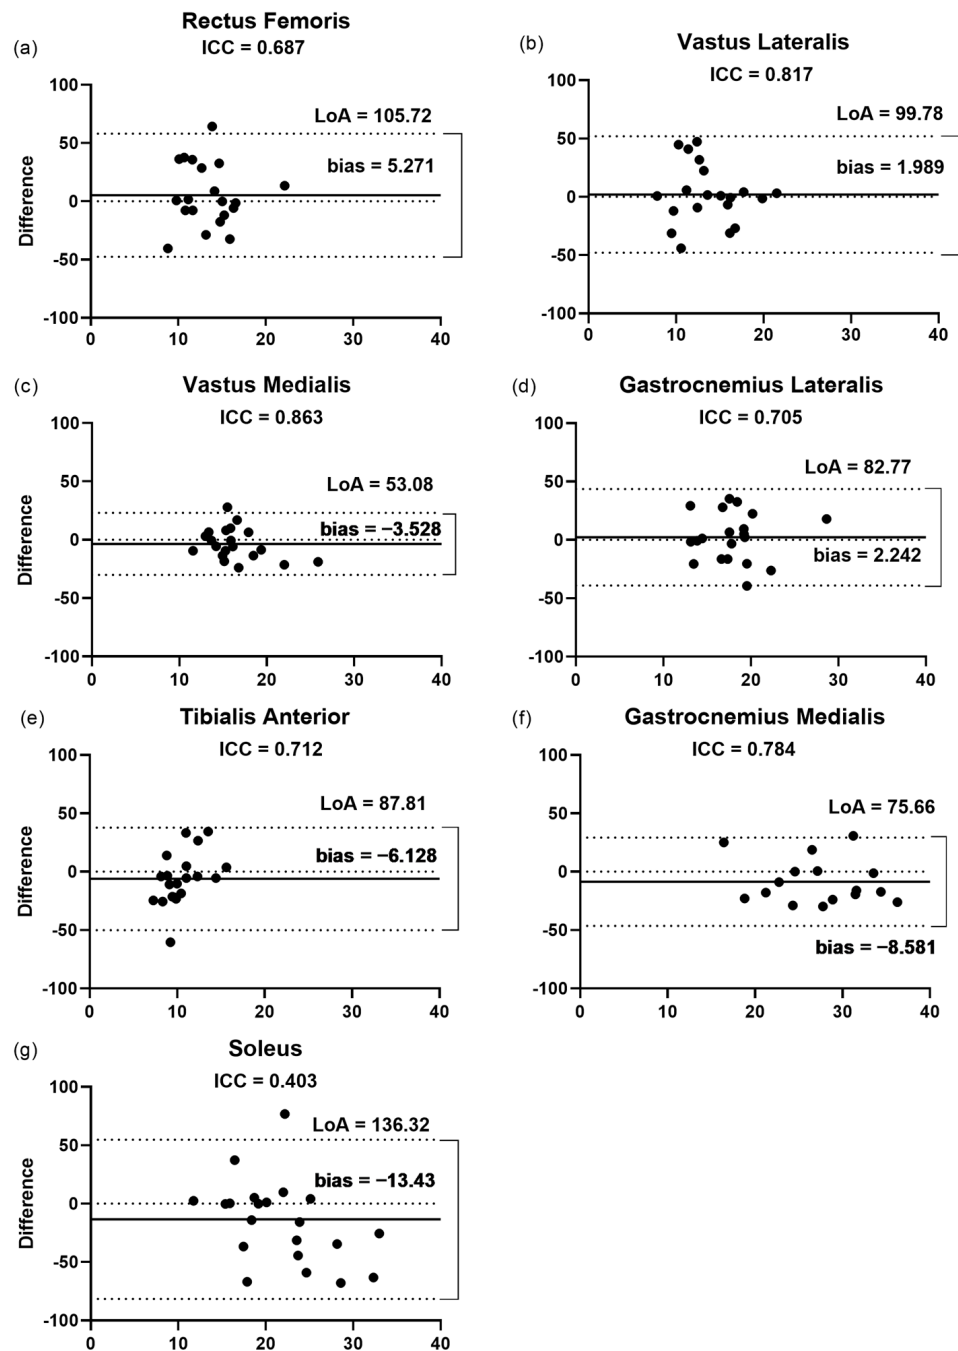 Rectus Femoris
(a)
ICC = 0.687
100
50
0
-50
-100
Difference
LoA = 105.72
bias = 5.271
0 10 20 30 40
(b)
Vastus Lateralis
ICC = 0.817
100
50
0
-50
-100
LoA = 99.78
bias = 1.989
0 10 20 30 40
(c)
Vastus Medialis
ICC = 0.863
100
50
0
-50
-100
Difference
LoA = 53.08
bias = −3.528
0 10 20 30 40
(d)
Gastrocnemius Lateralis
ICC = 0.705
100
50
0
-50
-100
LoA = 82.77
bias = 2.242
0 10 20 30 40
(e)
Tibialis Anterior
ICC = 0.712
100
50
0
-50
-100
Difference
LoA = 87.81
bias = −6.128
0 10 20 30 40
(f)
Gastrocnemius Medialis
ICC = 0.784
100
50
0
-50
-100
LoA = 75.66
bias = −8.581
0 10 20 30 40
(g)
Soleus
ICC = 0.403
100
50
0
-50
-100
Difference
LoA = 136.32
bias = −13.43
0 10 20 30 40